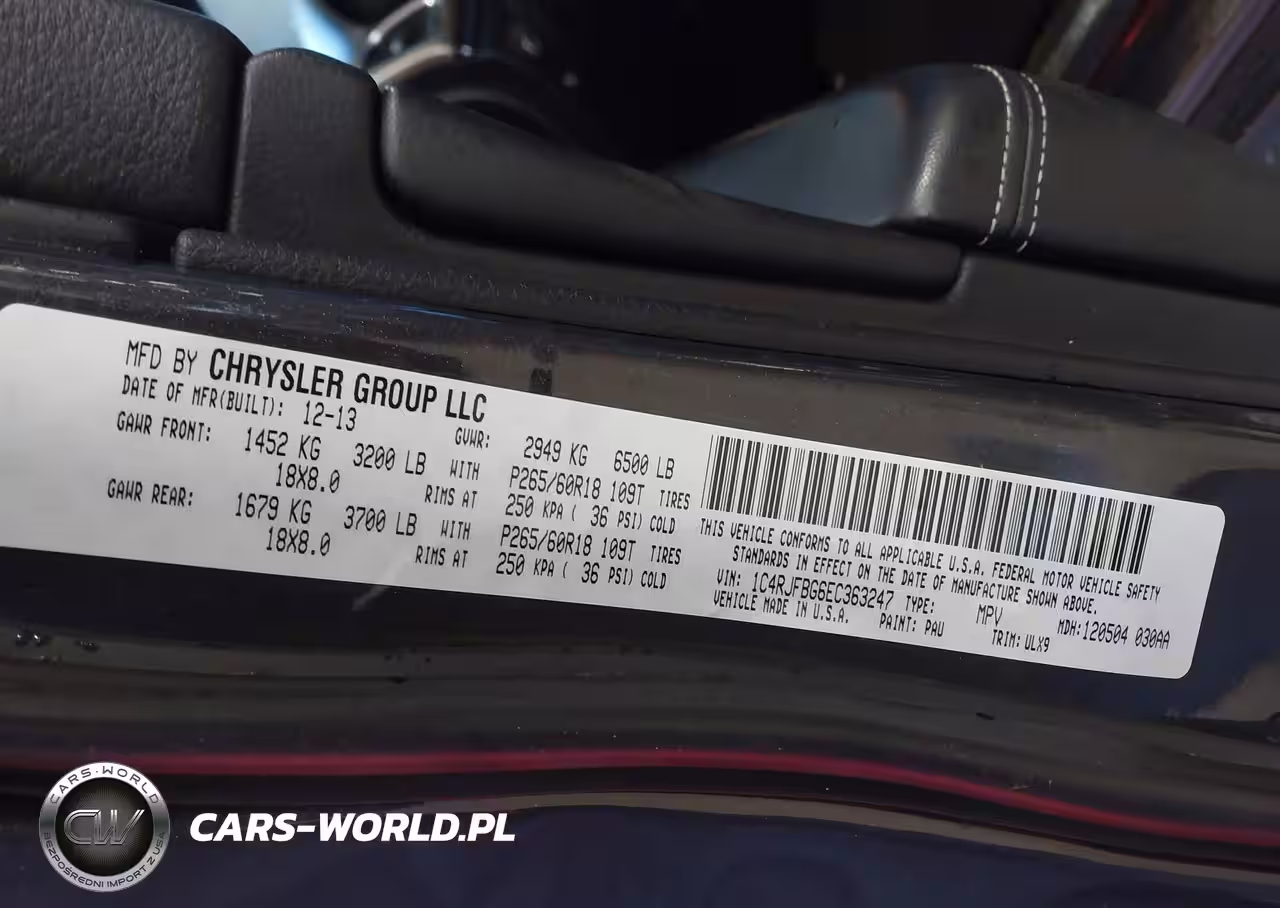 MFD BY CHRYSLER GROUP LLC
DATE OF MFR(BUILT): 12-13 GVWR: 2949 KG 6500 LB
GAWR FRONT: 1452 KG 3200 LB WITH P265/60R18 109T TIRES
18X8.0 RIMS AT 250 KPA ( 36 PSI) COLD
GAWR REAR: 1679 KG 3700 LB WITH P265/60R18 109T TIRES
18X8.0 RIMS AT 250 KPA ( 36 PSI) COLD
THIS VEHICLE CONFORMS TO ALL APPLICABLE U.S.A. FEDERAL MOTOR VEHICLE SAFETY
STANDARDS IN EFFECT ON THE DATE OF MANUFACTURE SHOWN ABOVE.
VIN: 1C4RJFBG6EC363247 TYPE: MPV MDH:120504 030AA
VEHICLE MADE IN U.S.A. PAINT: PAU TRIM: ULX9
CARS-WORLD
CW
BEZPOŚREDNI IMPORT Z USA
CARS-WORLD.PL